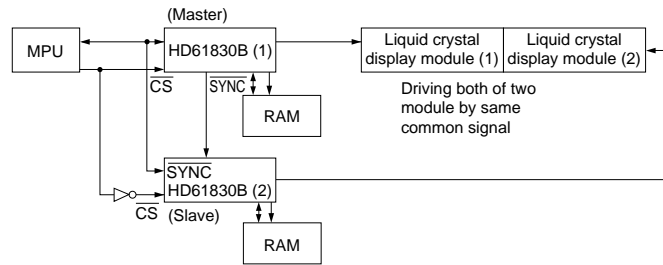 (Master)
MPU
HD61830B (1)
CS
SYNC
RAM
Liquid crystal
display module (1)
Liquid crystal
display module (2)
Driving both of two
module by same
common signal
SYNC
HD61830B (2)
CS
(Slave)
RAM